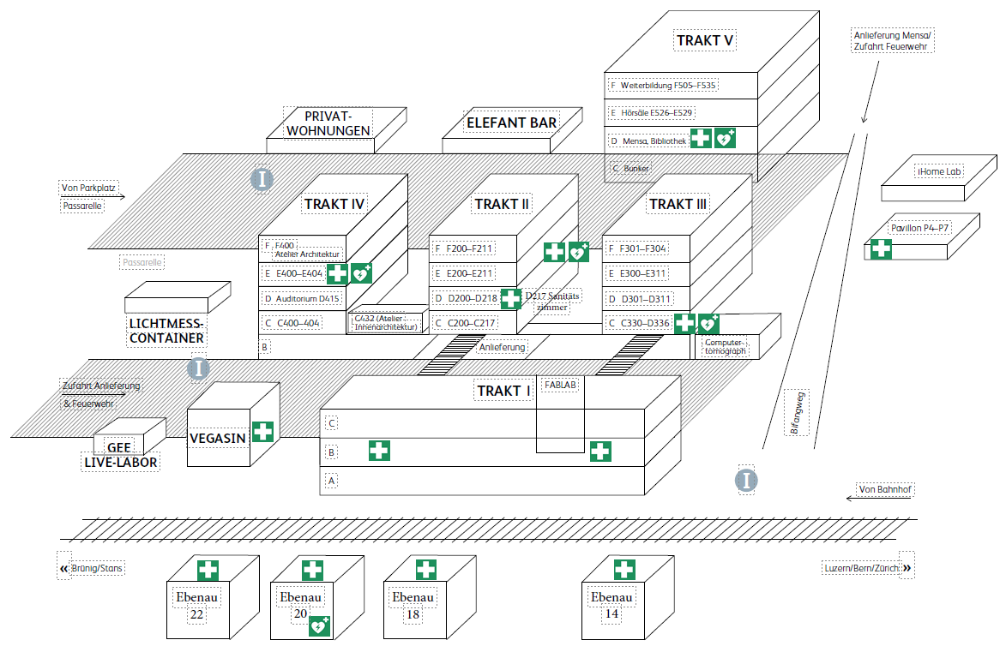 TRAKT V
Anlieferung Mensa/
Zufahrt Feuerwehr
F Weiterbildung F505–F535
E Hörsäle E526–E529
D Mensa, Bibliothek
C Bunker
PRIVAT-
WOHNUNGEN
ELEFANT BAR
iHome Lab
Pavillon P4–P7
I
Von Parkplatz
Passarelle
Passarelle
TRAKT IV
F F400
Atelier Architektur
E E400–E404
D Auditorium D415
C C400–404
B
C432 (Atelier
Innenarchitektur)
TRAKT II
F F200–F211
E E200–E211
D D200–D218
C C200–C217
D217 Sanitäts
zimmer
TRAKT III
F F301–F304
E E300–E311
D D301–D311
C C330–D336
Computer-
tomograph
Anlieferung
LICHTMESS-
CONTAINER
I
Zufahrt Anlieferung
& Feuerwehr
VEGASIN
GEE
LIVE-LABOR
TRAKT I
FABLAB
C
B
A
Bifangweg
I
Von Bahnhof
« Brünig/Stans
Luzern/Bern/Zürich »
Ebenau
22
Ebenau
20
Ebenau
18
Ebenau
14